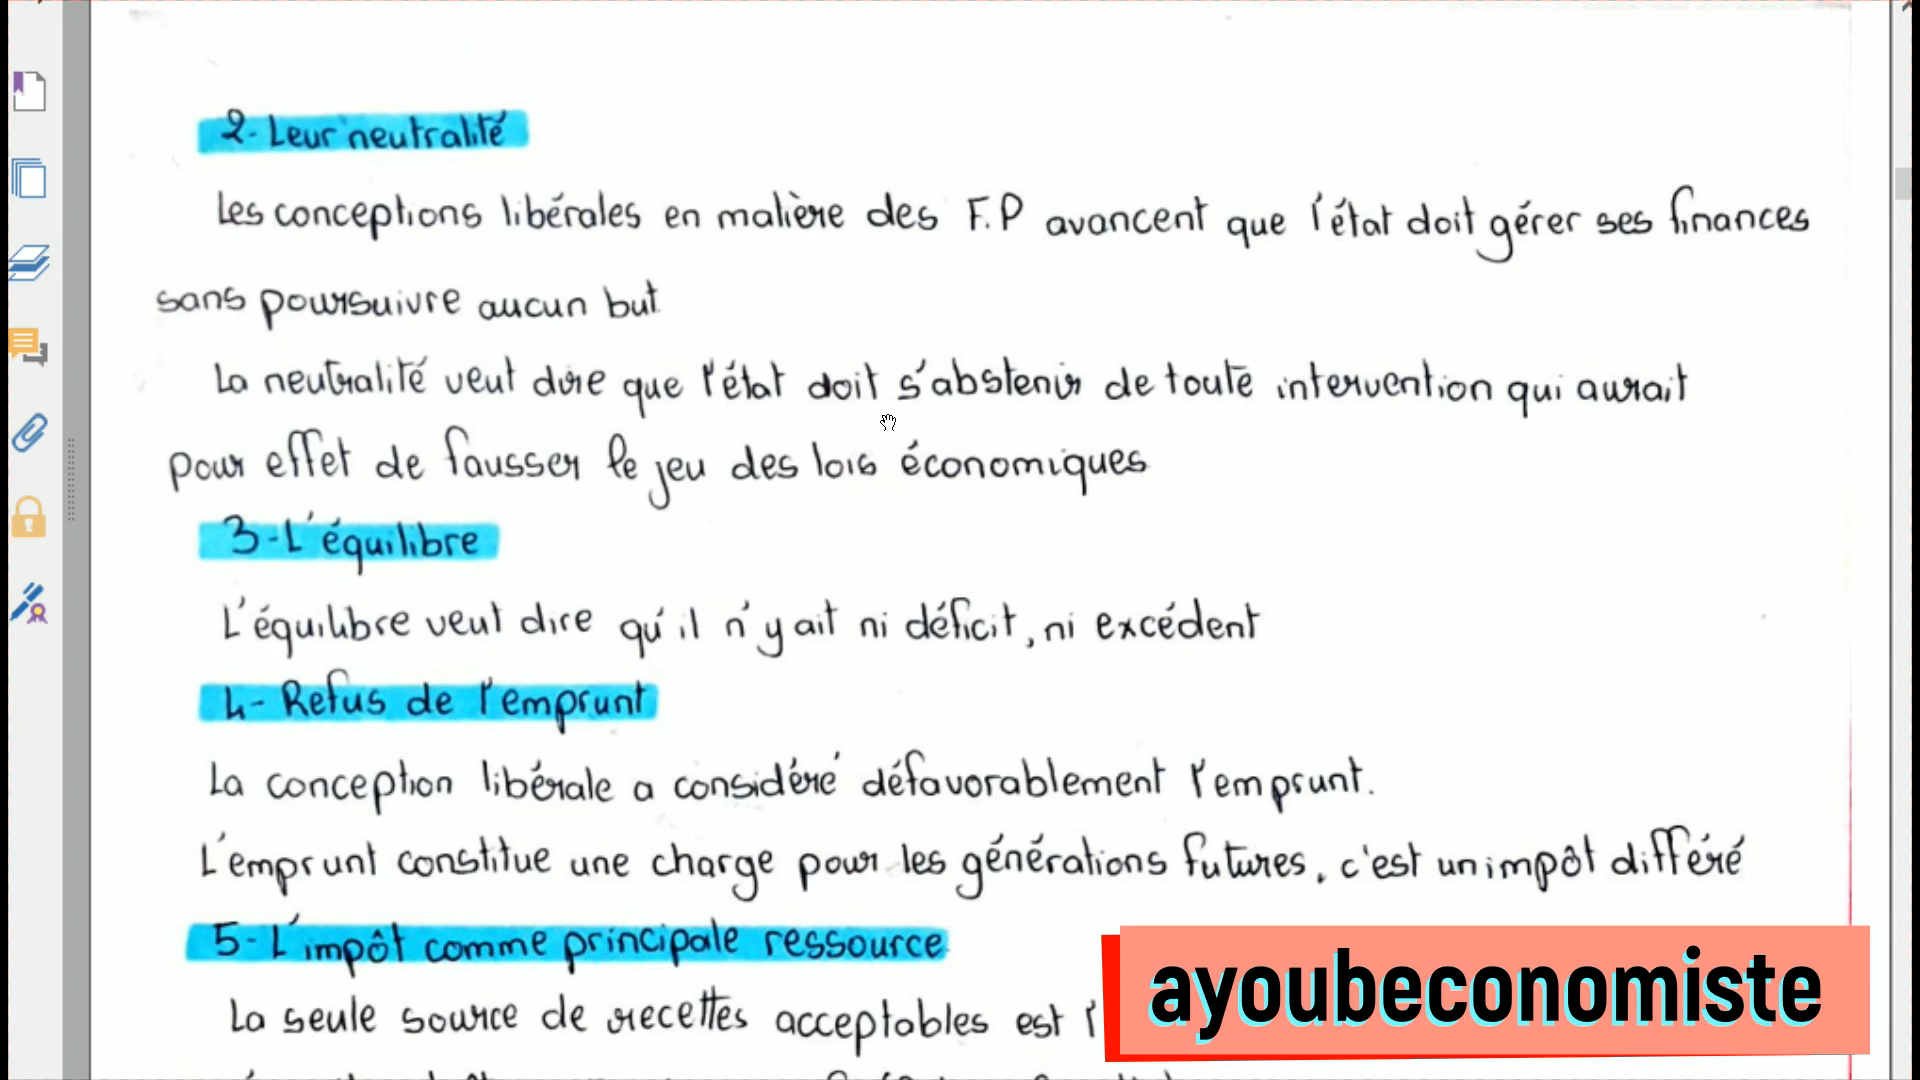 2- Leur neutralité
Les conceptions libérales en matière des F.P avancent que l'état doit gérer ses finances
sans poursuivre aucun but
La neutralité veut dire que l'état doit s'abstenir de toute intervention qui aurait
pour effet de fausser le jeu des lois économiques
3- L'équilibre
L'équilibre veut dire qu'il n'y ait ni déficit, ni excédent
4- Refus de l'emprunt
La conception libérale a considéré défavorablement l'emprunt.
L'emprunt constitue une charge pour les générations futures, c'est un impôt différé
5- L'impôt comme principale ressource
La seule source de recettes acceptables est l'
ayoubeconomiste